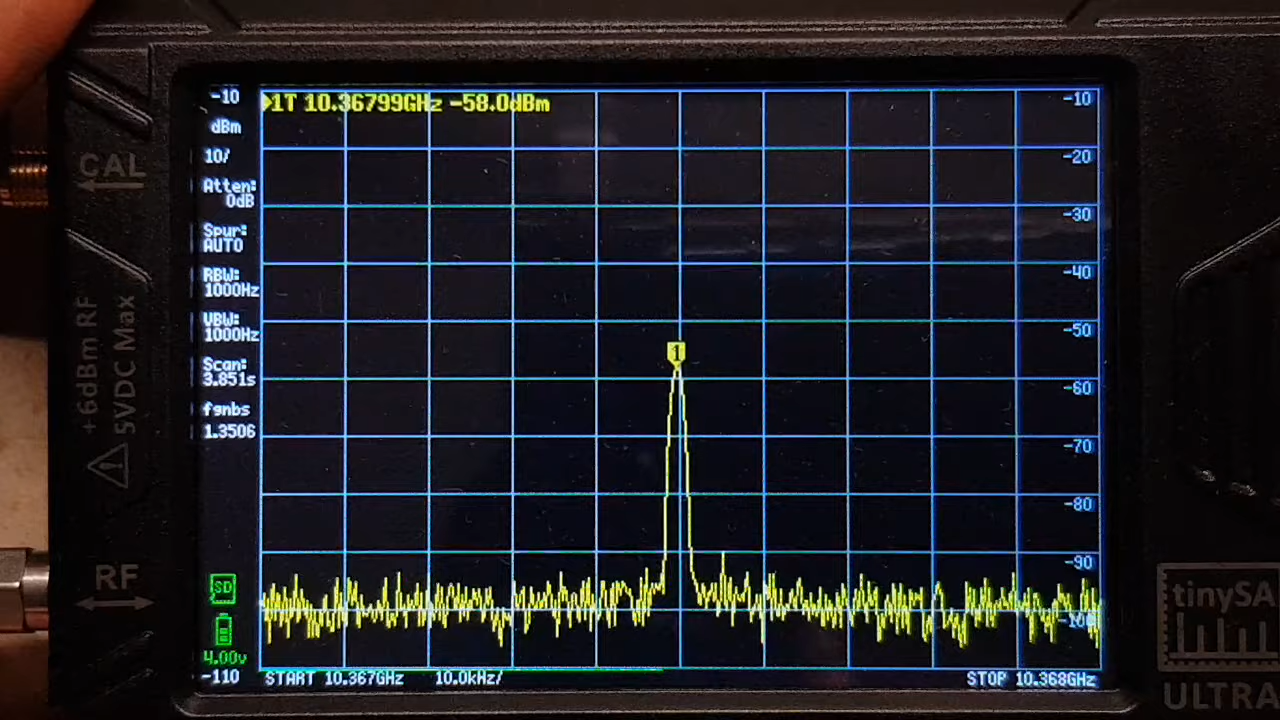 -10
▶1T 10.36799GHz -58.0dBm
-10
dBm
10/
-20
Atten:
0dB
-30
Spur:
AUTO
RBW:
1000Hz
-40
VBW:
1000Hz
-50
Scan:
3.851s
-60
fgnbs
1.3506
-70
-80
-90
-100
SD
4.00v
-110
START 10.367GHz
10.0kHz/
STOP 10.368GHz
1
CAL
+6dBm RF
5VDC Max
RF
tinySA
ULTRA